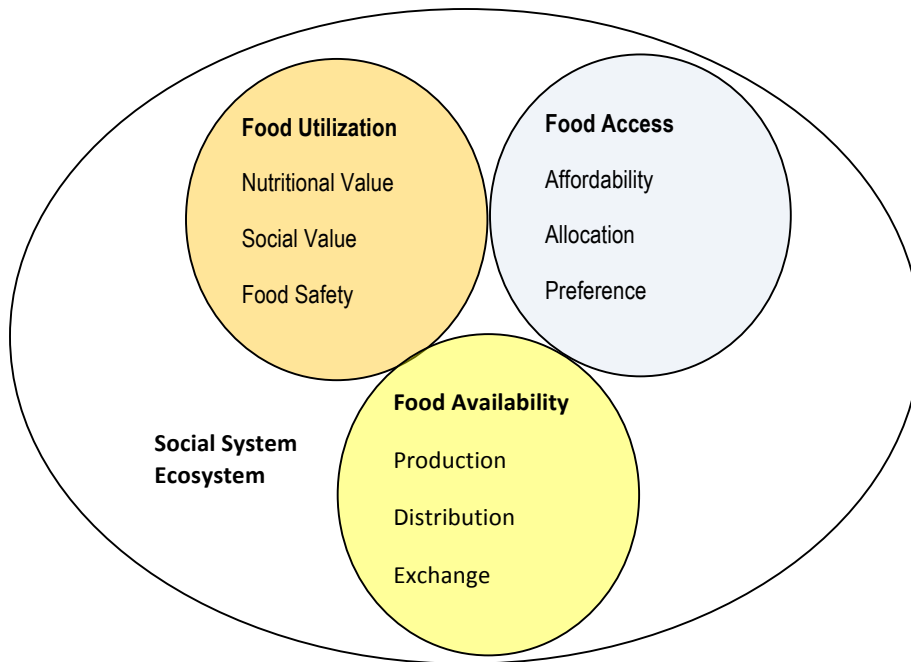 Food Utilization
Nutritional Value
Social Value
Food Safety
Food Access
Affordability
Allocation
Preference
Food Availability
Production
Distribution
Exchange
Social System
Ecosystem